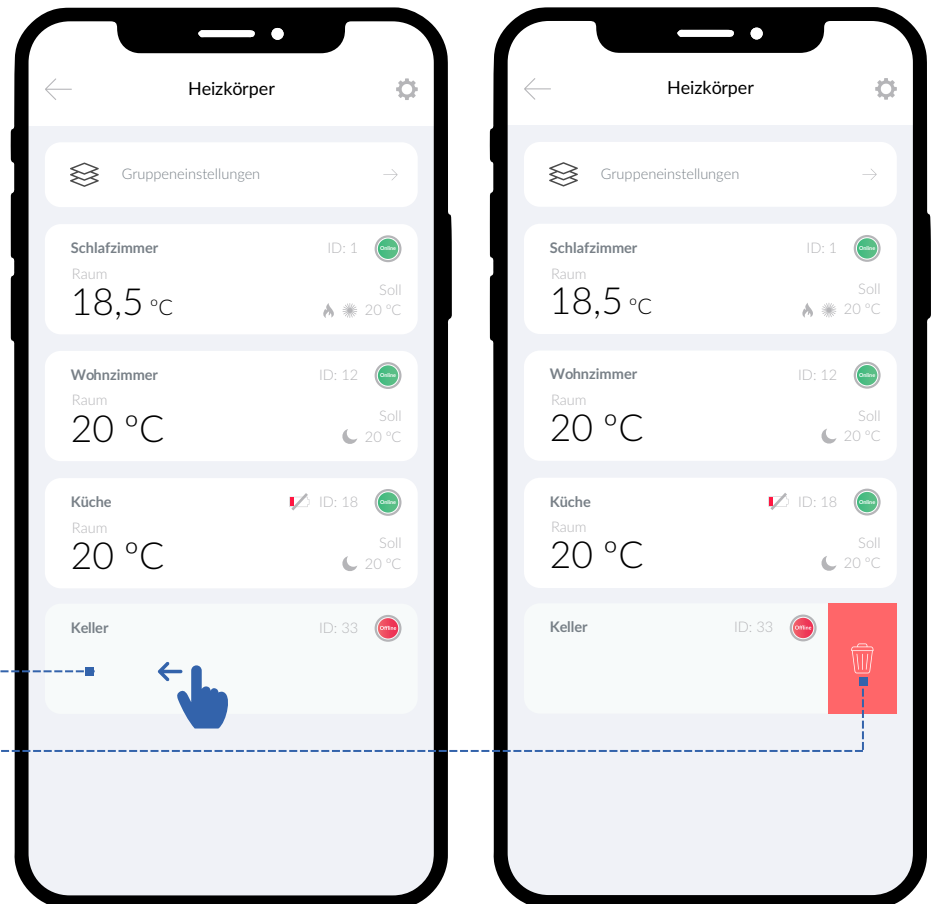 Heizkörper
Gruppeneinstellungen
Schlafzimmer ID: 1 Online
Raum
18,5 °C
Soll
20 °C
Wohnzimmer ID: 12 Online
Raum
20 °C
Soll
20 °C
Küche ID: 18 Online
Raum
20 °C
Soll
20 °C
Keller ID: 33 Offline
Heizkörper
Gruppeneinstellungen
Schlafzimmer ID: 1 Online
Raum
18,5 °C
Soll
20 °C
Wohnzimmer ID: 12 Online
Raum
20 °C
Soll
20 °C
Küche ID: 18 Online
Raum
20 °C
Soll
20 °C
Keller ID: 33 Offline